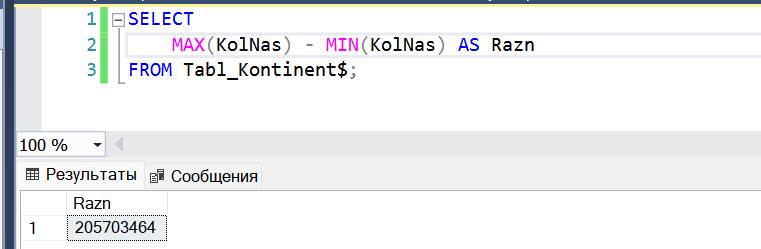 1 SELECT
2 MAX(KolNas) - MIN(KolNas) AS Razn
3 FROM Tabl_Kontinent$;
100 %
Результаты Сообщения
Razn
1 205703464